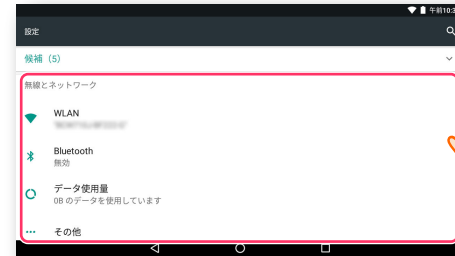 午前10:3
設定
候補（5）
無線とネットワーク
WLAN
Bluetooth
無効
データ使用量
0B のデータを使用しています
その他